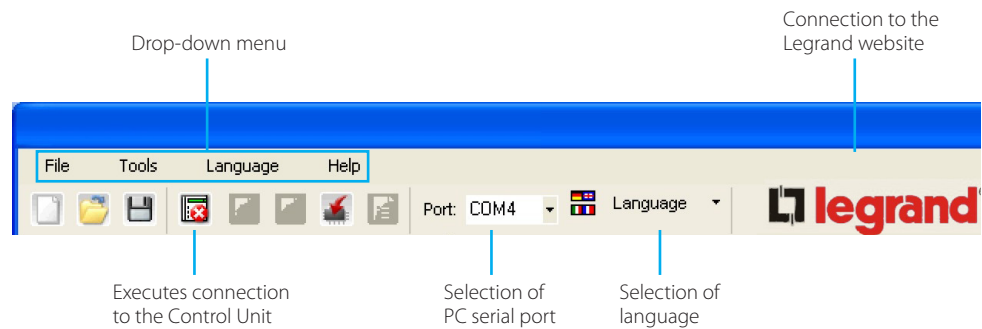 Connection to the
Legrand website
Drop-down menu
File Tools Language Help
Port: COM4 Language legrand®
Executes connection
to the Control Unit
Selection of
PC serial port
Selection of
language